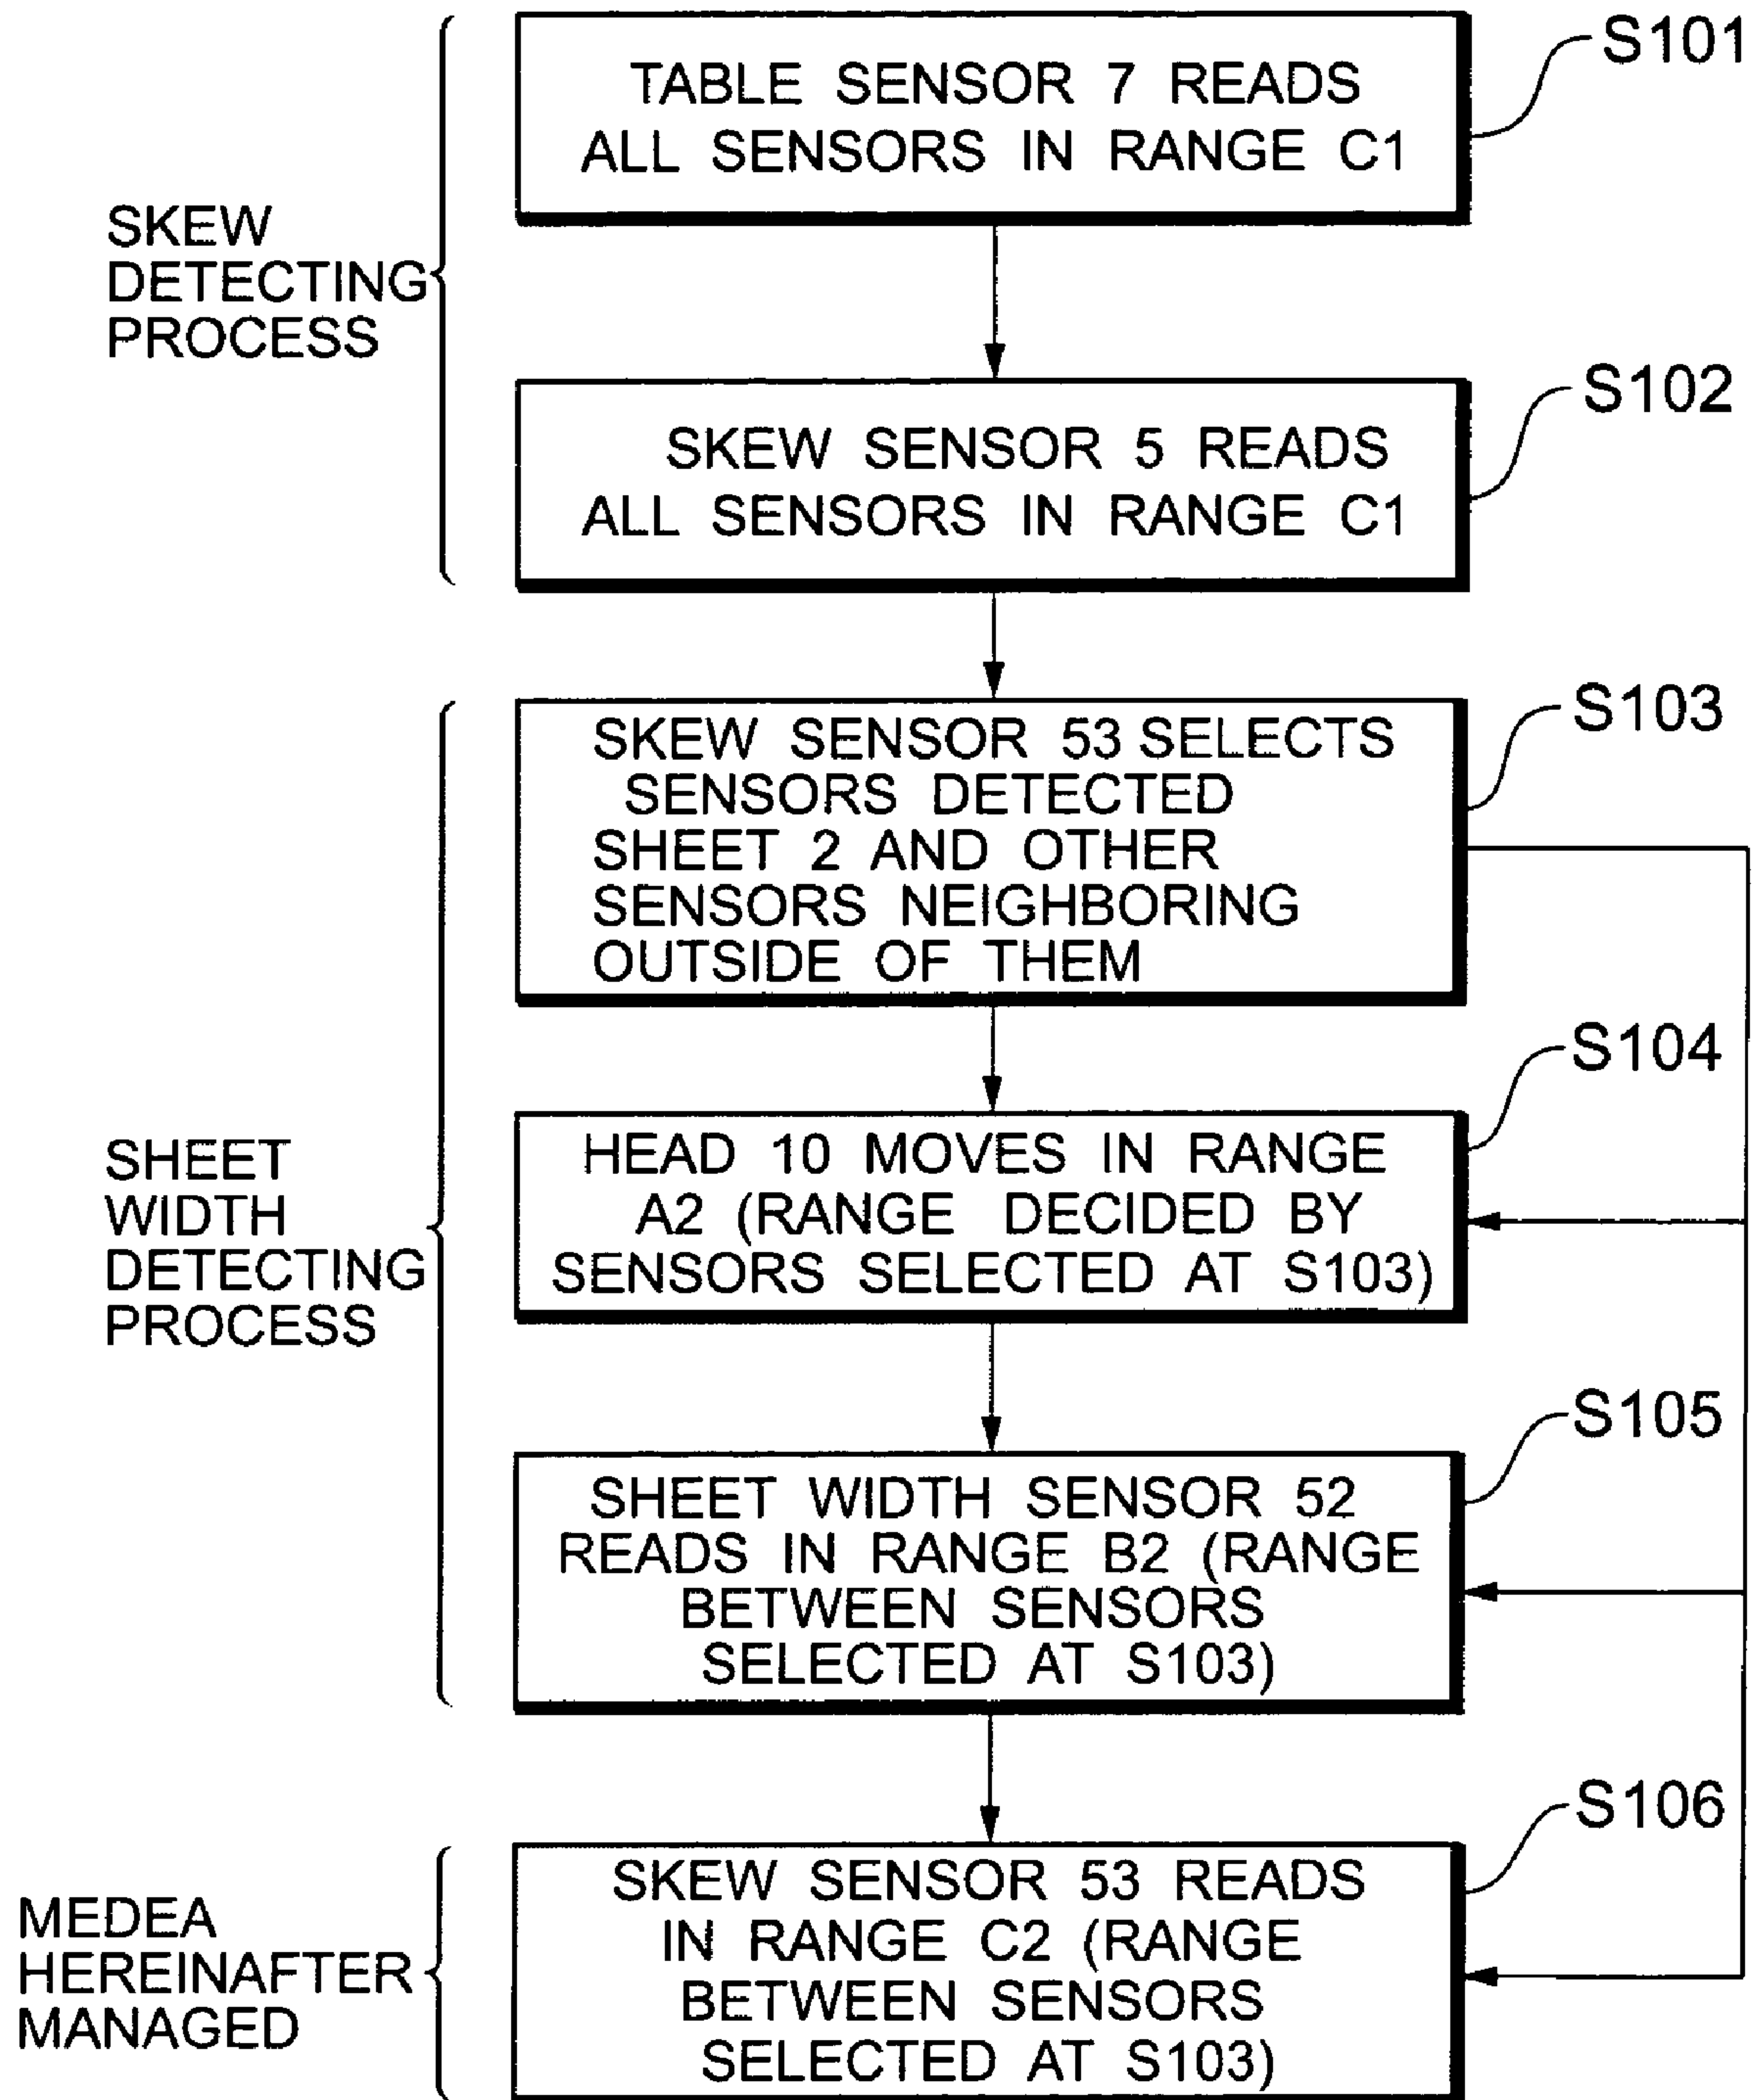 S101
TABLE SENSOR 7 READS
ALL SENSORS IN RANGE C1
SKEW
DETECTING
PROCESS
S102
SKEW SENSOR 5 READS
ALL SENSORS IN RANGE C1
S103
SKEW SENSOR 53 SELECTS
SENSORS DETECTED
SHEET 2 AND OTHER
SENSORS NEIGHBORING
OUTSIDE OF THEM
S104
HEAD 10 MOVES IN RANGE
A2 (RANGE DECIDED BY
SENSORS SELECTED AT S103)
SHEET
WIDTH
DETECTING
PROCESS
S105
SHEET WIDTH SENSOR 52
READS IN RANGE B2 (RANGE
BETWEEN SENSORS
SELECTED AT S103)
S106
SKEW SENSOR 53 READS
IN RANGE C2 (RANGE
BETWEEN SENSORS
SELECTED AT S103)
MEDEA
HEREINAFTER
MANAGED